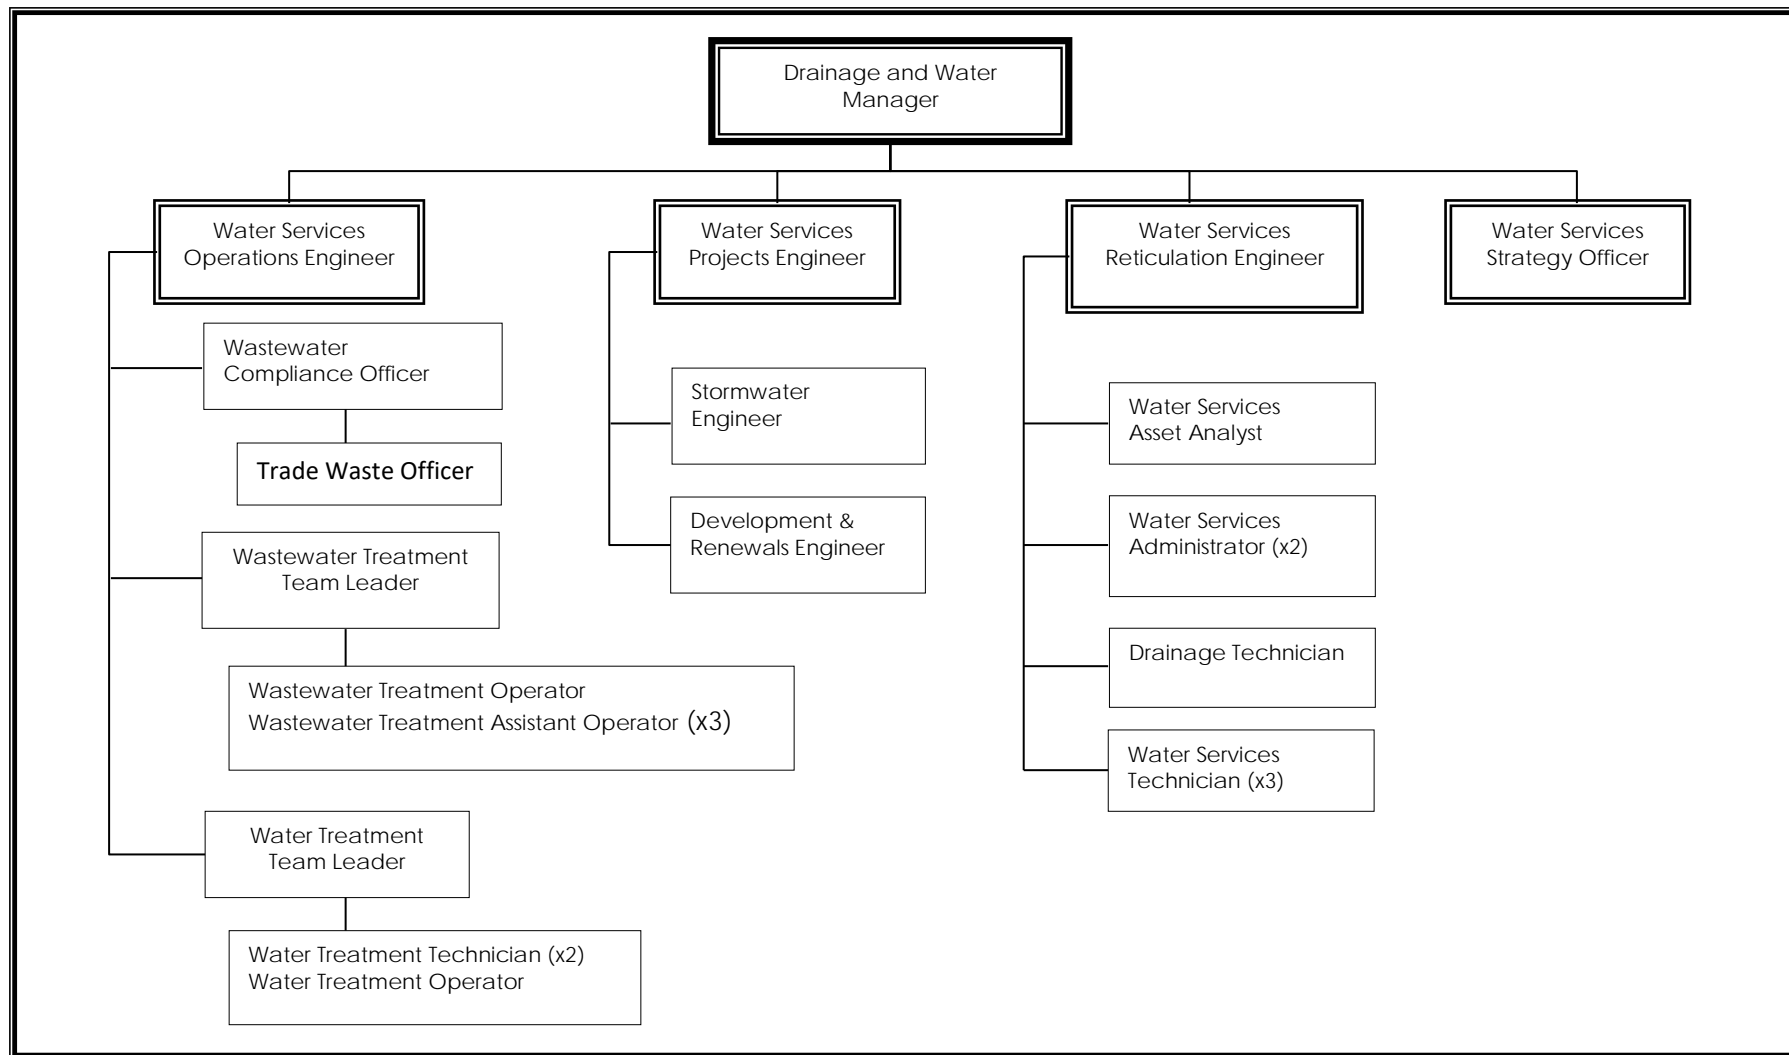 Drainage and Water
Manager
Water Services
Operations Engineer
Water Services
Projects Engineer
Water Services
Reticulation Engineer
Water Services
Strategy Officer
Wastewater
Compliance Officer
Trade Waste Officer
Wastewater Treatment
Team Leader
Wastewater Treatment Operator
Wastewater Treatment Assistant Operator (x3)
Water Treatment
Team Leader
Water Treatment Technician (x2)
Water Treatment Operator
Stormwater
Engineer
Development &
Renewals Engineer
Water Services
Asset Analyst
Water Services
Administrator (x2)
Drainage Technician
Water Services
Technician (x3)